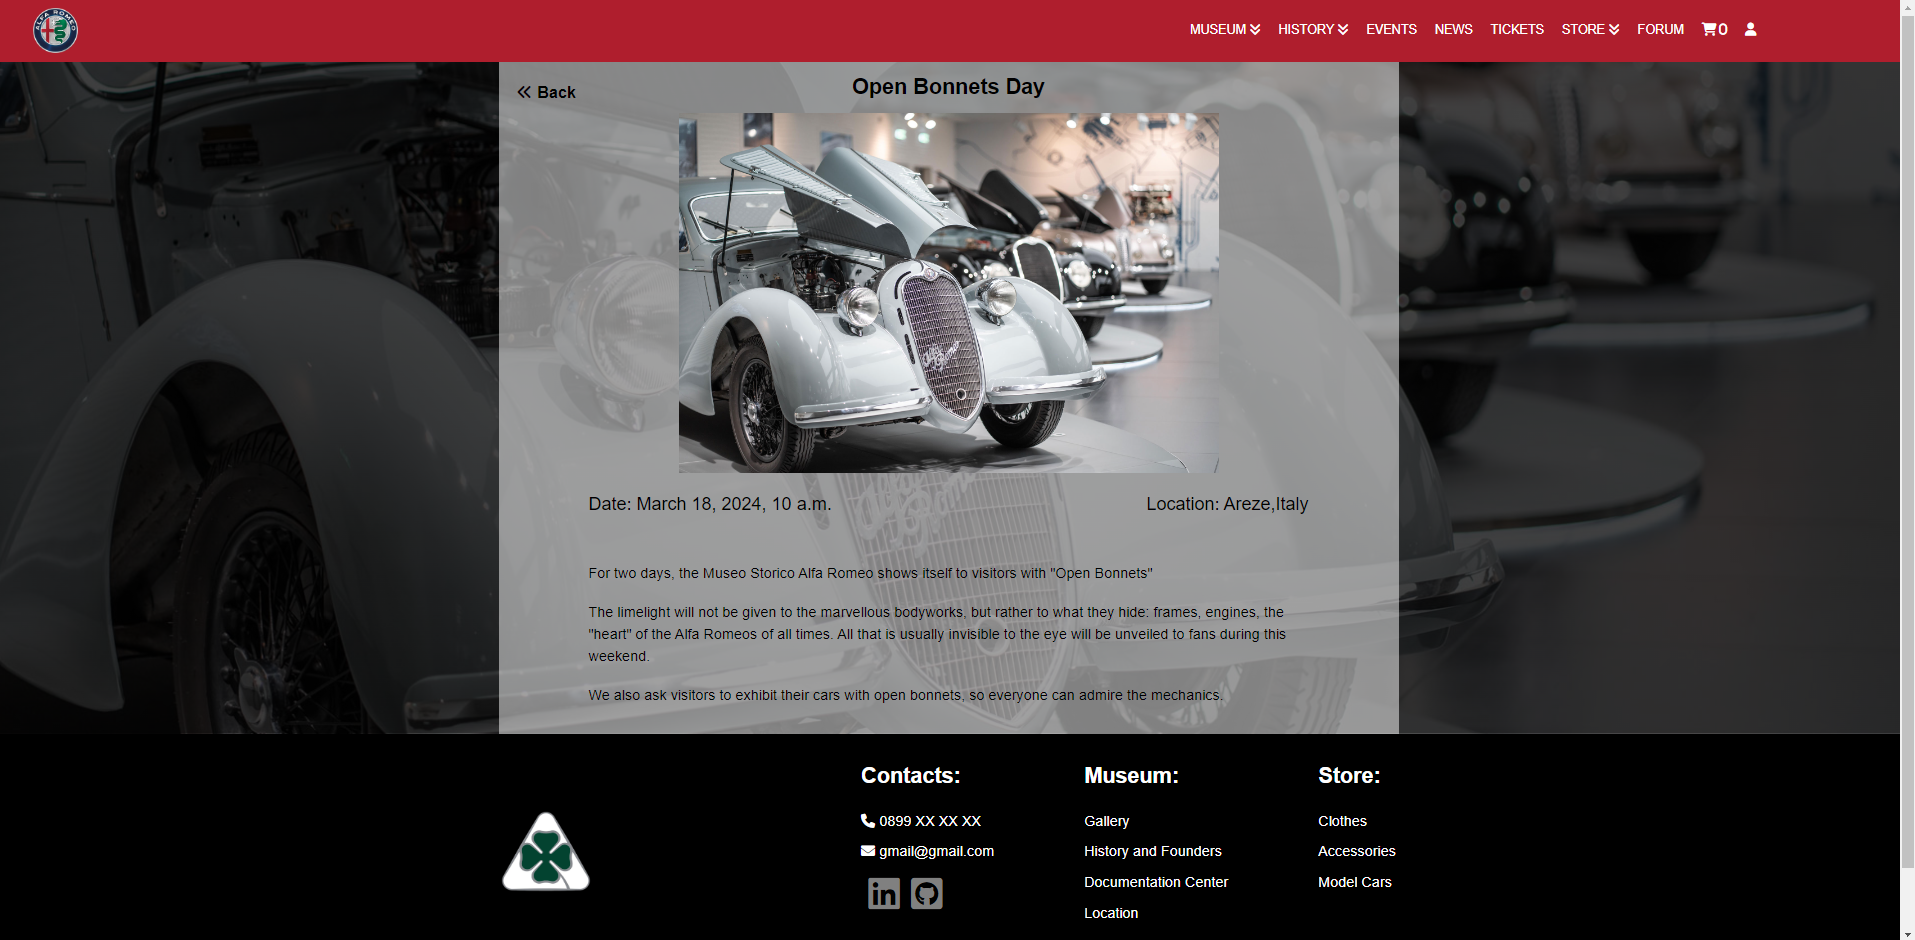 ALFA ROMEO
MUSEUM HISTORY EVENTS NEWS TICKETS STORE FORUM 0
Back
Open Bonnets Day
Alfa Romeo
Date: March 18, 2024, 10 a.m.
Location: Areze,Italy
For two days, the Museo Storico Alfa Romeo shows itself to visitors with "Open Bonnets"
The limelight will not be given to the marvellous bodyworks, but rather to what they hide: frames, engines, the
"heart" of the Alfa Romeos of all times. All that is usually invisible to the eye will be unveiled to fans during this
weekend.
We also ask visitors to exhibit their cars with open bonnets, so everyone can admire the mechanics.
Contacts:
0899 XX XX XX
gmail@gmail.com
in
Museum:
Gallery
History and Founders
Documentation Center
Location
Store:
Clothes
Accessories
Model Cars